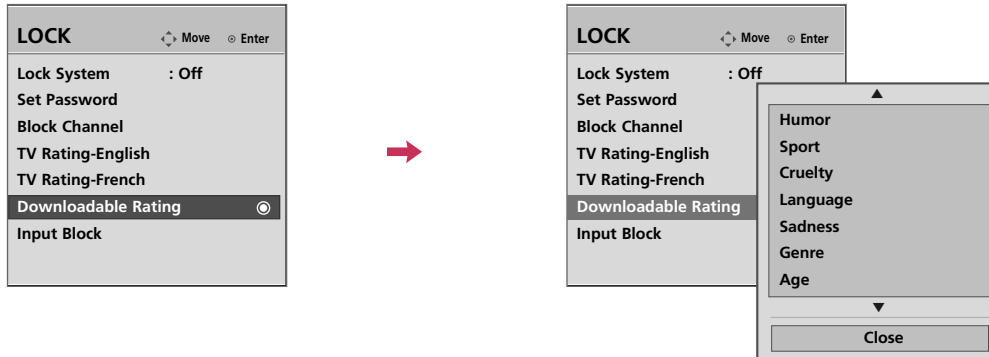 LOCK Move Enter
Lock System : Off
Set Password
Block Channel
TV Rating-English
TV Rating-French
Downloadable Rating
Input Block
LOCK Move Enter
Lock System : Off
Set Password
Block Channel
TV Rating-English
TV Rating-French
Downloadable Rating
Input Block
Humor
Sport
Cruelty
Language
Sadness
Genre
Age
Close